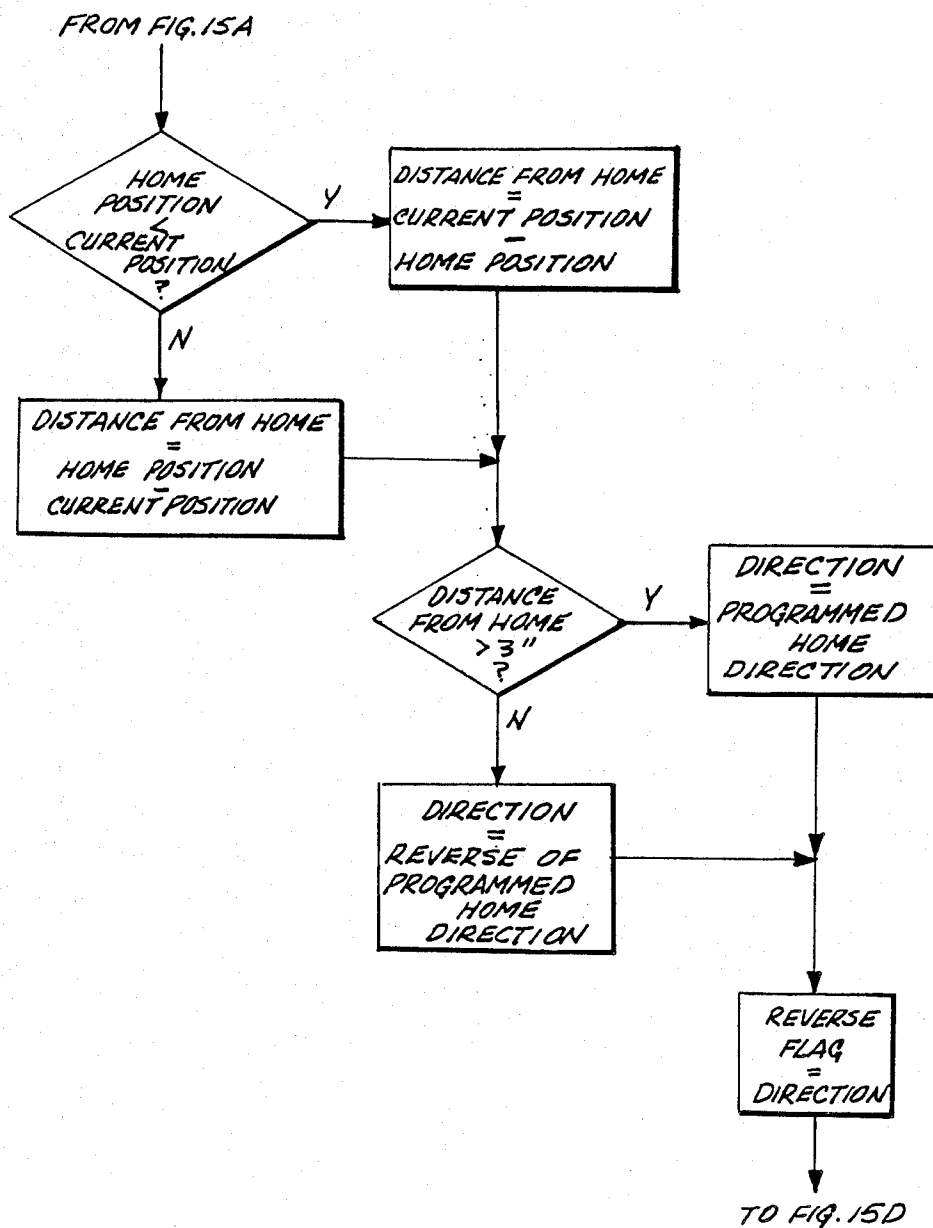 FROM FIG. 15A
HOME
POSITION
<
CURRENT
POSITION
?
Y
DISTANCE FROM HOME
=
CURRENT POSITION
−
HOME POSITION
N
DISTANCE FROM HOME
=
HOME POSITION
−
CURRENT POSITION
DISTANCE
FROM HOME
> 3"
?
Y
DIRECTION
=
PROGRAMMED
HOME
DIRECTION
N
DIRECTION
=
REVERSE OF
PROGRAMMED
HOME
DIRECTION
REVERSE
FLAG
=
DIRECTION
TO FIG. 15D